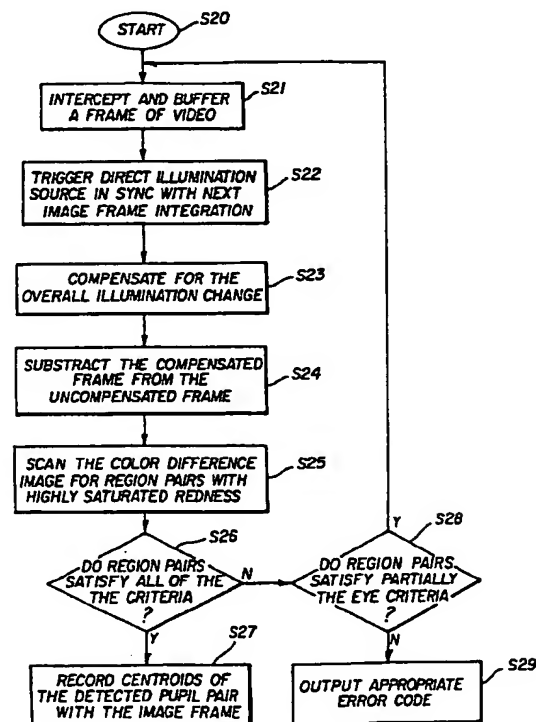 START
S20
INTERCEPT AND BUFFER
A FRAME OF VIDEO
S21
TRIGGER DIRECT ILLUMINATION
SOURCE IN SYNC WITH NEXT
IMAGE FRAME INTEGRATION
S22
COMPENSATE FOR THE
OVERALL ILLUMINATION CHANGE
S23
SUBSTRACT THE COMPENSATED
FRAME FROM THE
UNCOMPENSATED FRAME
S24
SCAN THE COLOR DIFFERENCE
IMAGE FOR REGION PAIRS WITH
HIGHLY SATURATED REDNESS
S25
S26
DO REGION PAIRS
SATISFY ALL OF THE
THE CRITERIA
?
N
Y
S28
DO REGION PAIRS
SATISFY PARTIALLY
THE EYE CRITERIA
?
Y
N
S27
RECORD CENTROIDS OF
THE DETECTED PUPIL PAIR
WITH THE IMAGE FRAME
OUTPUT APPROPRIATE
ERROR CODE
S29